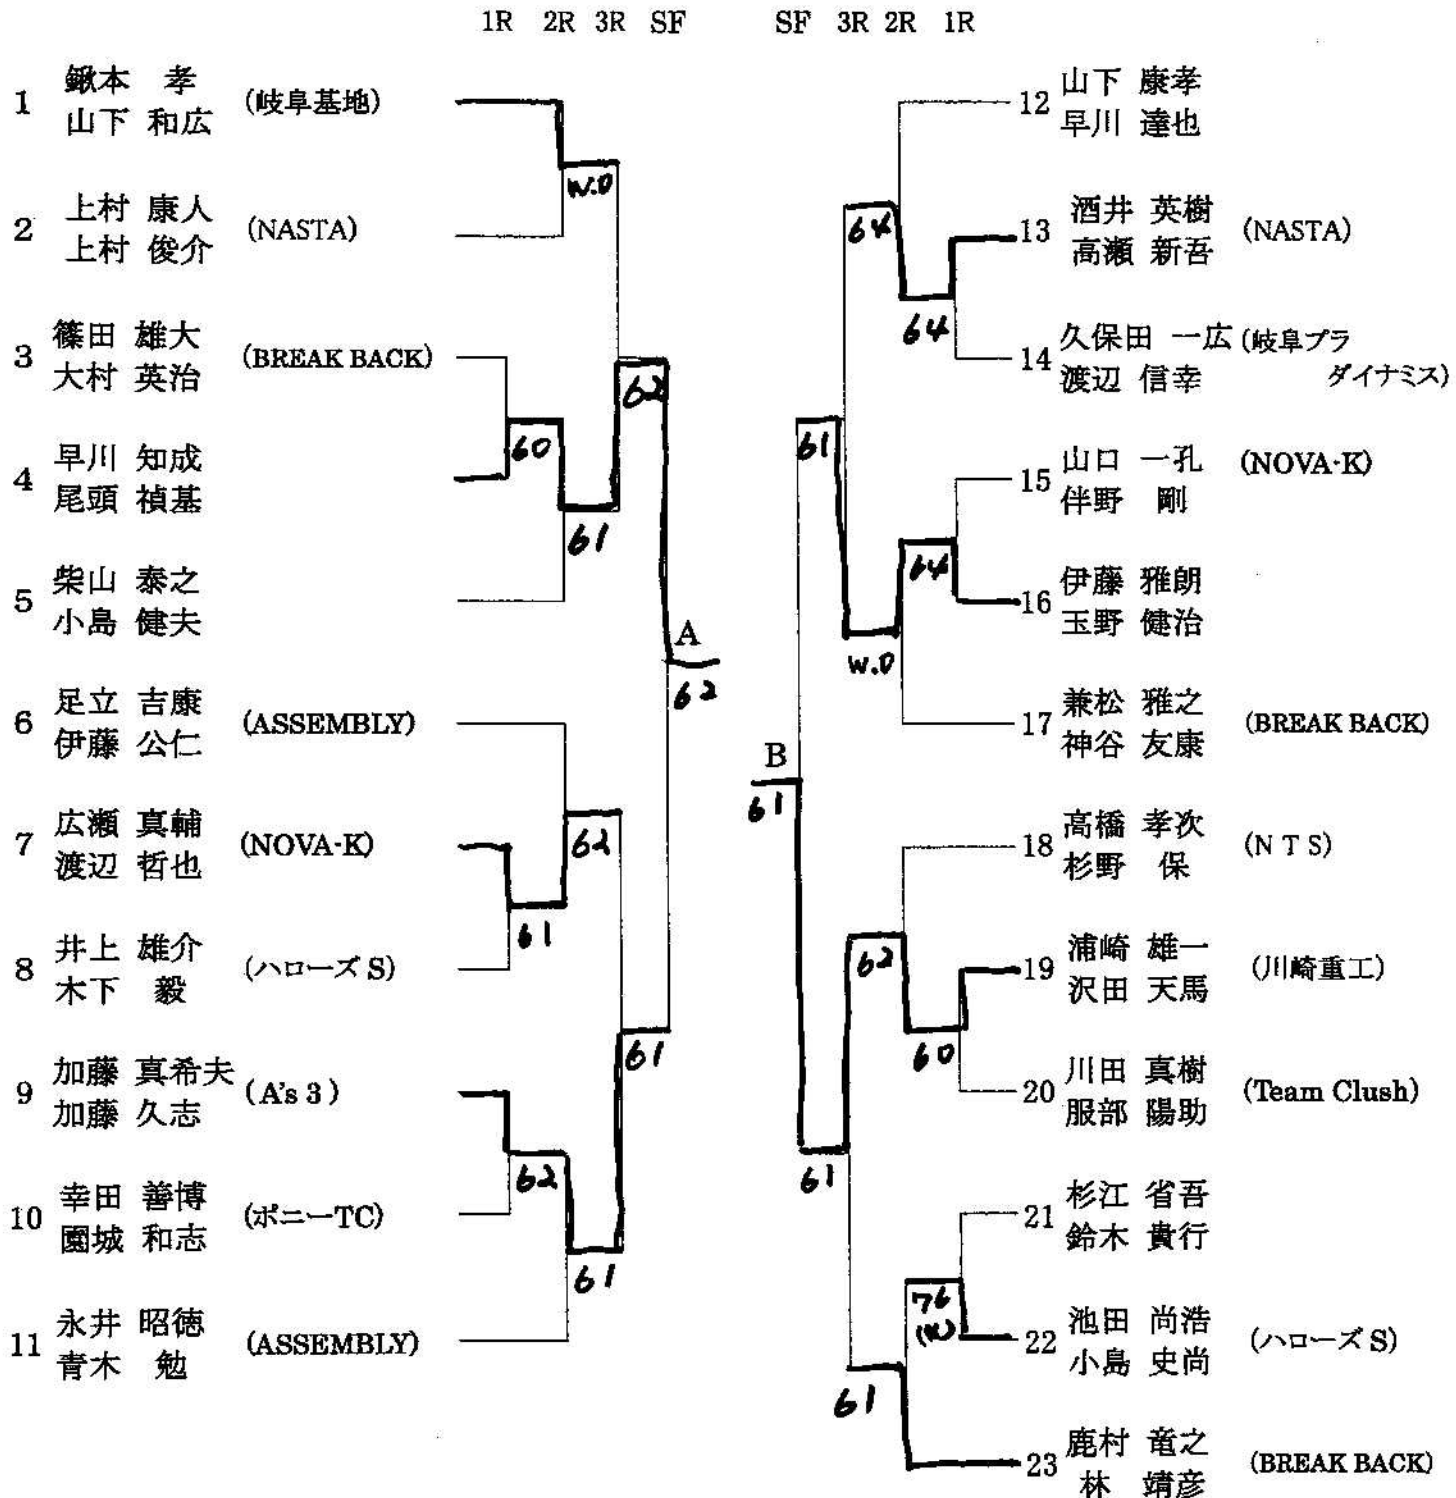 1R 2R 3R SF
SF 3R 2R 1R
1 鍬本 孝 (岐阜基地)
山下 和広
W.O
2 上村 康人 (NASTA)
上村 俊介
3 篠田 雄大 (BREAK BACK)
大村 英治
62
60
4 早川 知成
尾頭 禎基
61
5 柴山 泰之
小島 健夫
A
62
6 足立 吉康 (ASSEMBLY)
伊藤 公仁
7 広瀬 真輔 (NOVA-K)
渡辺 哲也
62
61
8 井上 雄介 (ハローズ S)
木下 毅
61
9 加藤 真希夫 (A's 3)
加藤 久志
62
10 幸田 善博 (ポニーTC)
園城 和志
61
11 永井 昭徳 (ASSEMBLY)
青木 勉
12 山下 康孝
早川 達也
64
13 酒井 英樹 (NASTA)
高瀬 新吾
64
14 久保田 一広 (岐阜プラ
渡辺 信幸 ダイナミス)
61
15 山口 一孔 (NOVA-K)
伴野 剛
64
16 伊藤 雅朗
玉野 健治
W.O
17 兼松 雅之 (BREAK BACK)
神谷 友康
B
61
18 高橋 孝次 (N T S)
杉野 保
62
19 浦崎 雄一 (川崎重工)
沢田 天馬
60
20 川田 真樹 (Team Clush)
服部 陽助
61
21 杉江 省吾
鈴木 貴行
76
(4)
22 池田 尚浩 (ハローズ S)
小島 史尚
61
23 鹿村 竜之 (BREAK BACK)
林 靖彦